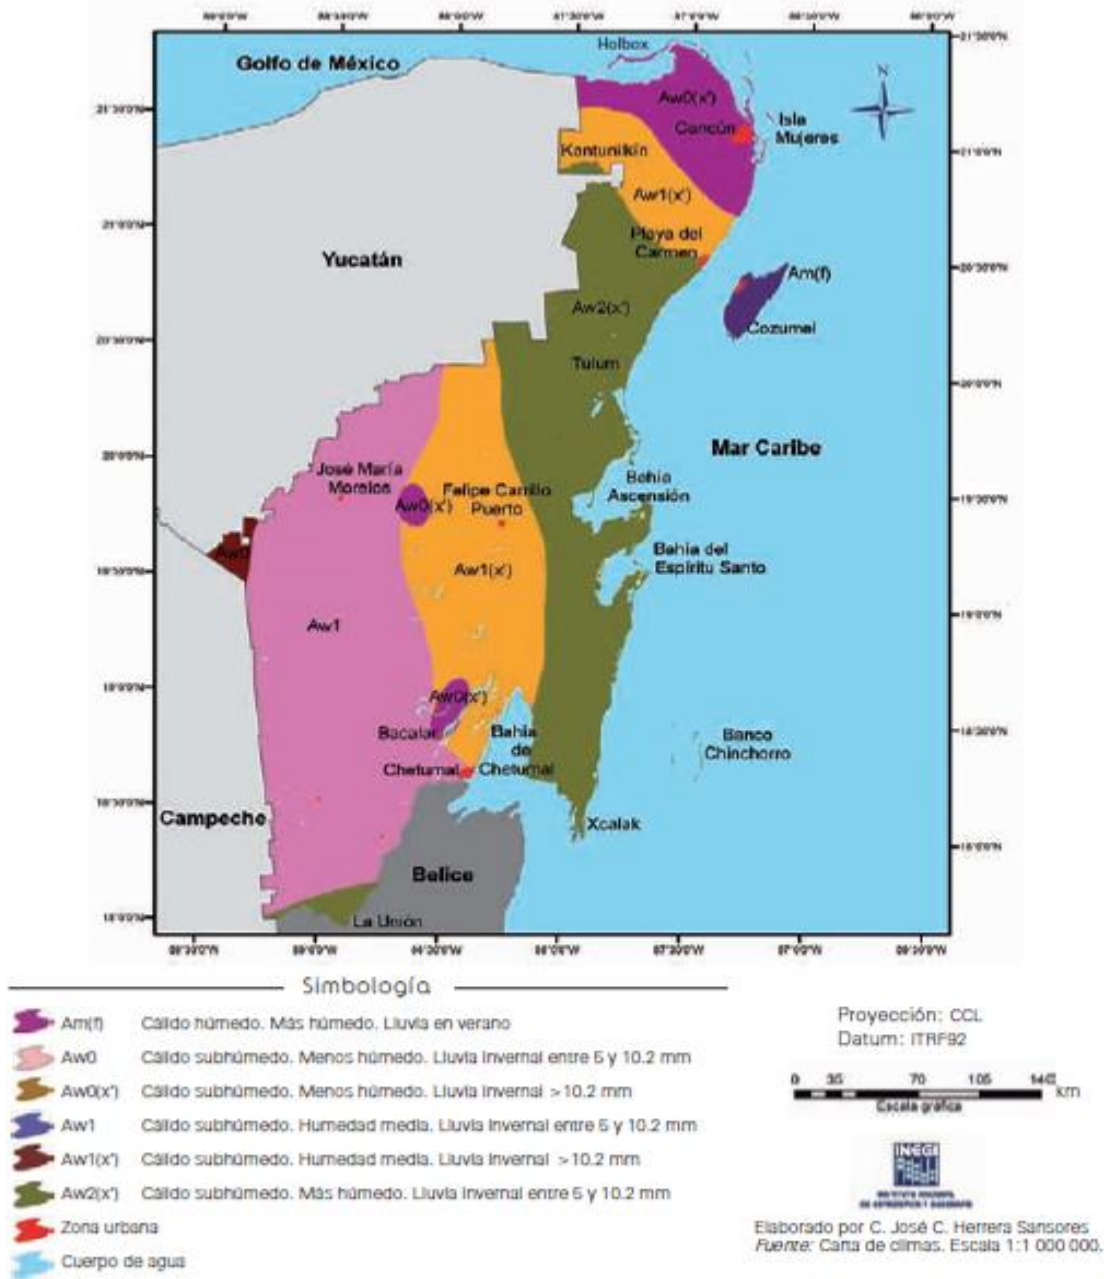 Holbox
Golfo de México
Aw0(x')
Cancún
Isla
Mujeres
N
Kantunilkín
Aw1(x')
Playa del
Carmen
Yucatán
Am(f)
Cozumel
Aw2(x')
Tulum
Mar Caribe
José María
Morelos
Aw0(x')
Felipe Carrillo
Puerto
Bahía
Ascensión
Aw0
Aw1(x')
Bahía del
Espíritu Santo
Aw1
Aw0(x')
Bacalar
Bahía
de
Chetumal
Chetumal
Banco
Chinchorro
Campeche
Xcalak
Belice
La Unión
Simbología
Am(f) Cálido húmedo. Más húmedo. Lluvia en verano
Aw0 Cálido subhúmedo. Menos húmedo. Lluvia invernal entre 5 y 10.2 mm
Aw0(x') Cálido subhúmedo. Menos húmedo. Lluvia invernal >10.2 mm
Aw1 Cálido subhúmedo. Humedad media. Lluvia invernal entre 5 y 10.2 mm
Aw1(x') Cálido subhúmedo. Humedad media. Lluvia invernal >10.2 mm
Aw2(x') Cálido subhúmedo. Más húmedo. Lluvia invernal entre 5 y 10.2 mm
Zona urbana
Cuerpo de agua
Proyección: CCL
Datum: ITRF92
0 35 70 105 140 km
Escala gráfica
INEGI
INSTITUTO NACIONAL
DE ESTADÍSTICA Y GEOGRAFÍA
Elaborado por C. José C. Herrera Sansores
Fuente: Carta de climas. Escala 1:1 000 000.